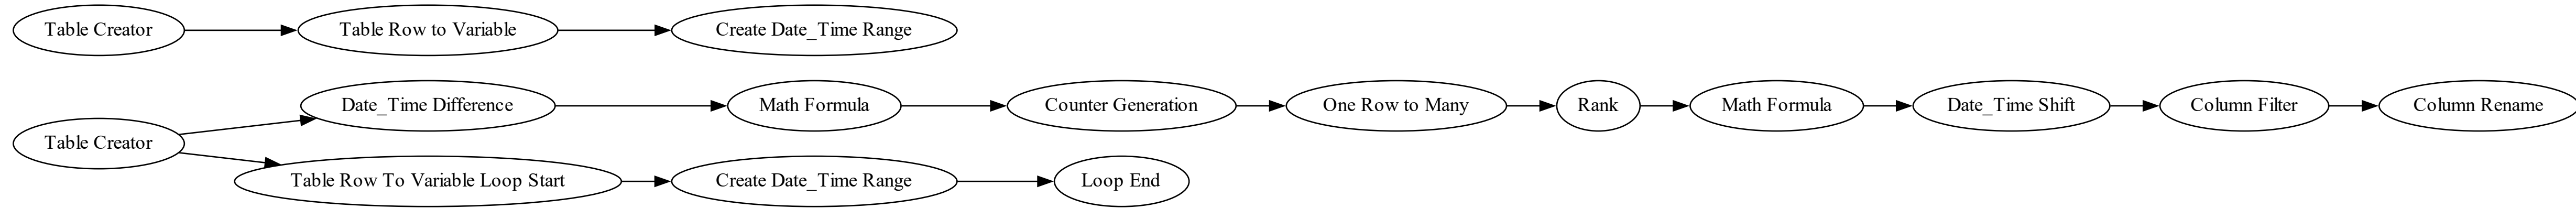 Table Creator
Table Row to Variable
Create Date_Time Range
Table Creator
Date_Time Difference
Math Formula
Counter Generation
One Row to Many
Rank
Math Formula
Date_Time Shift
Column Filter
Column Rename
Table Row To Variable Loop Start
Create Date_Time Range
Loop End